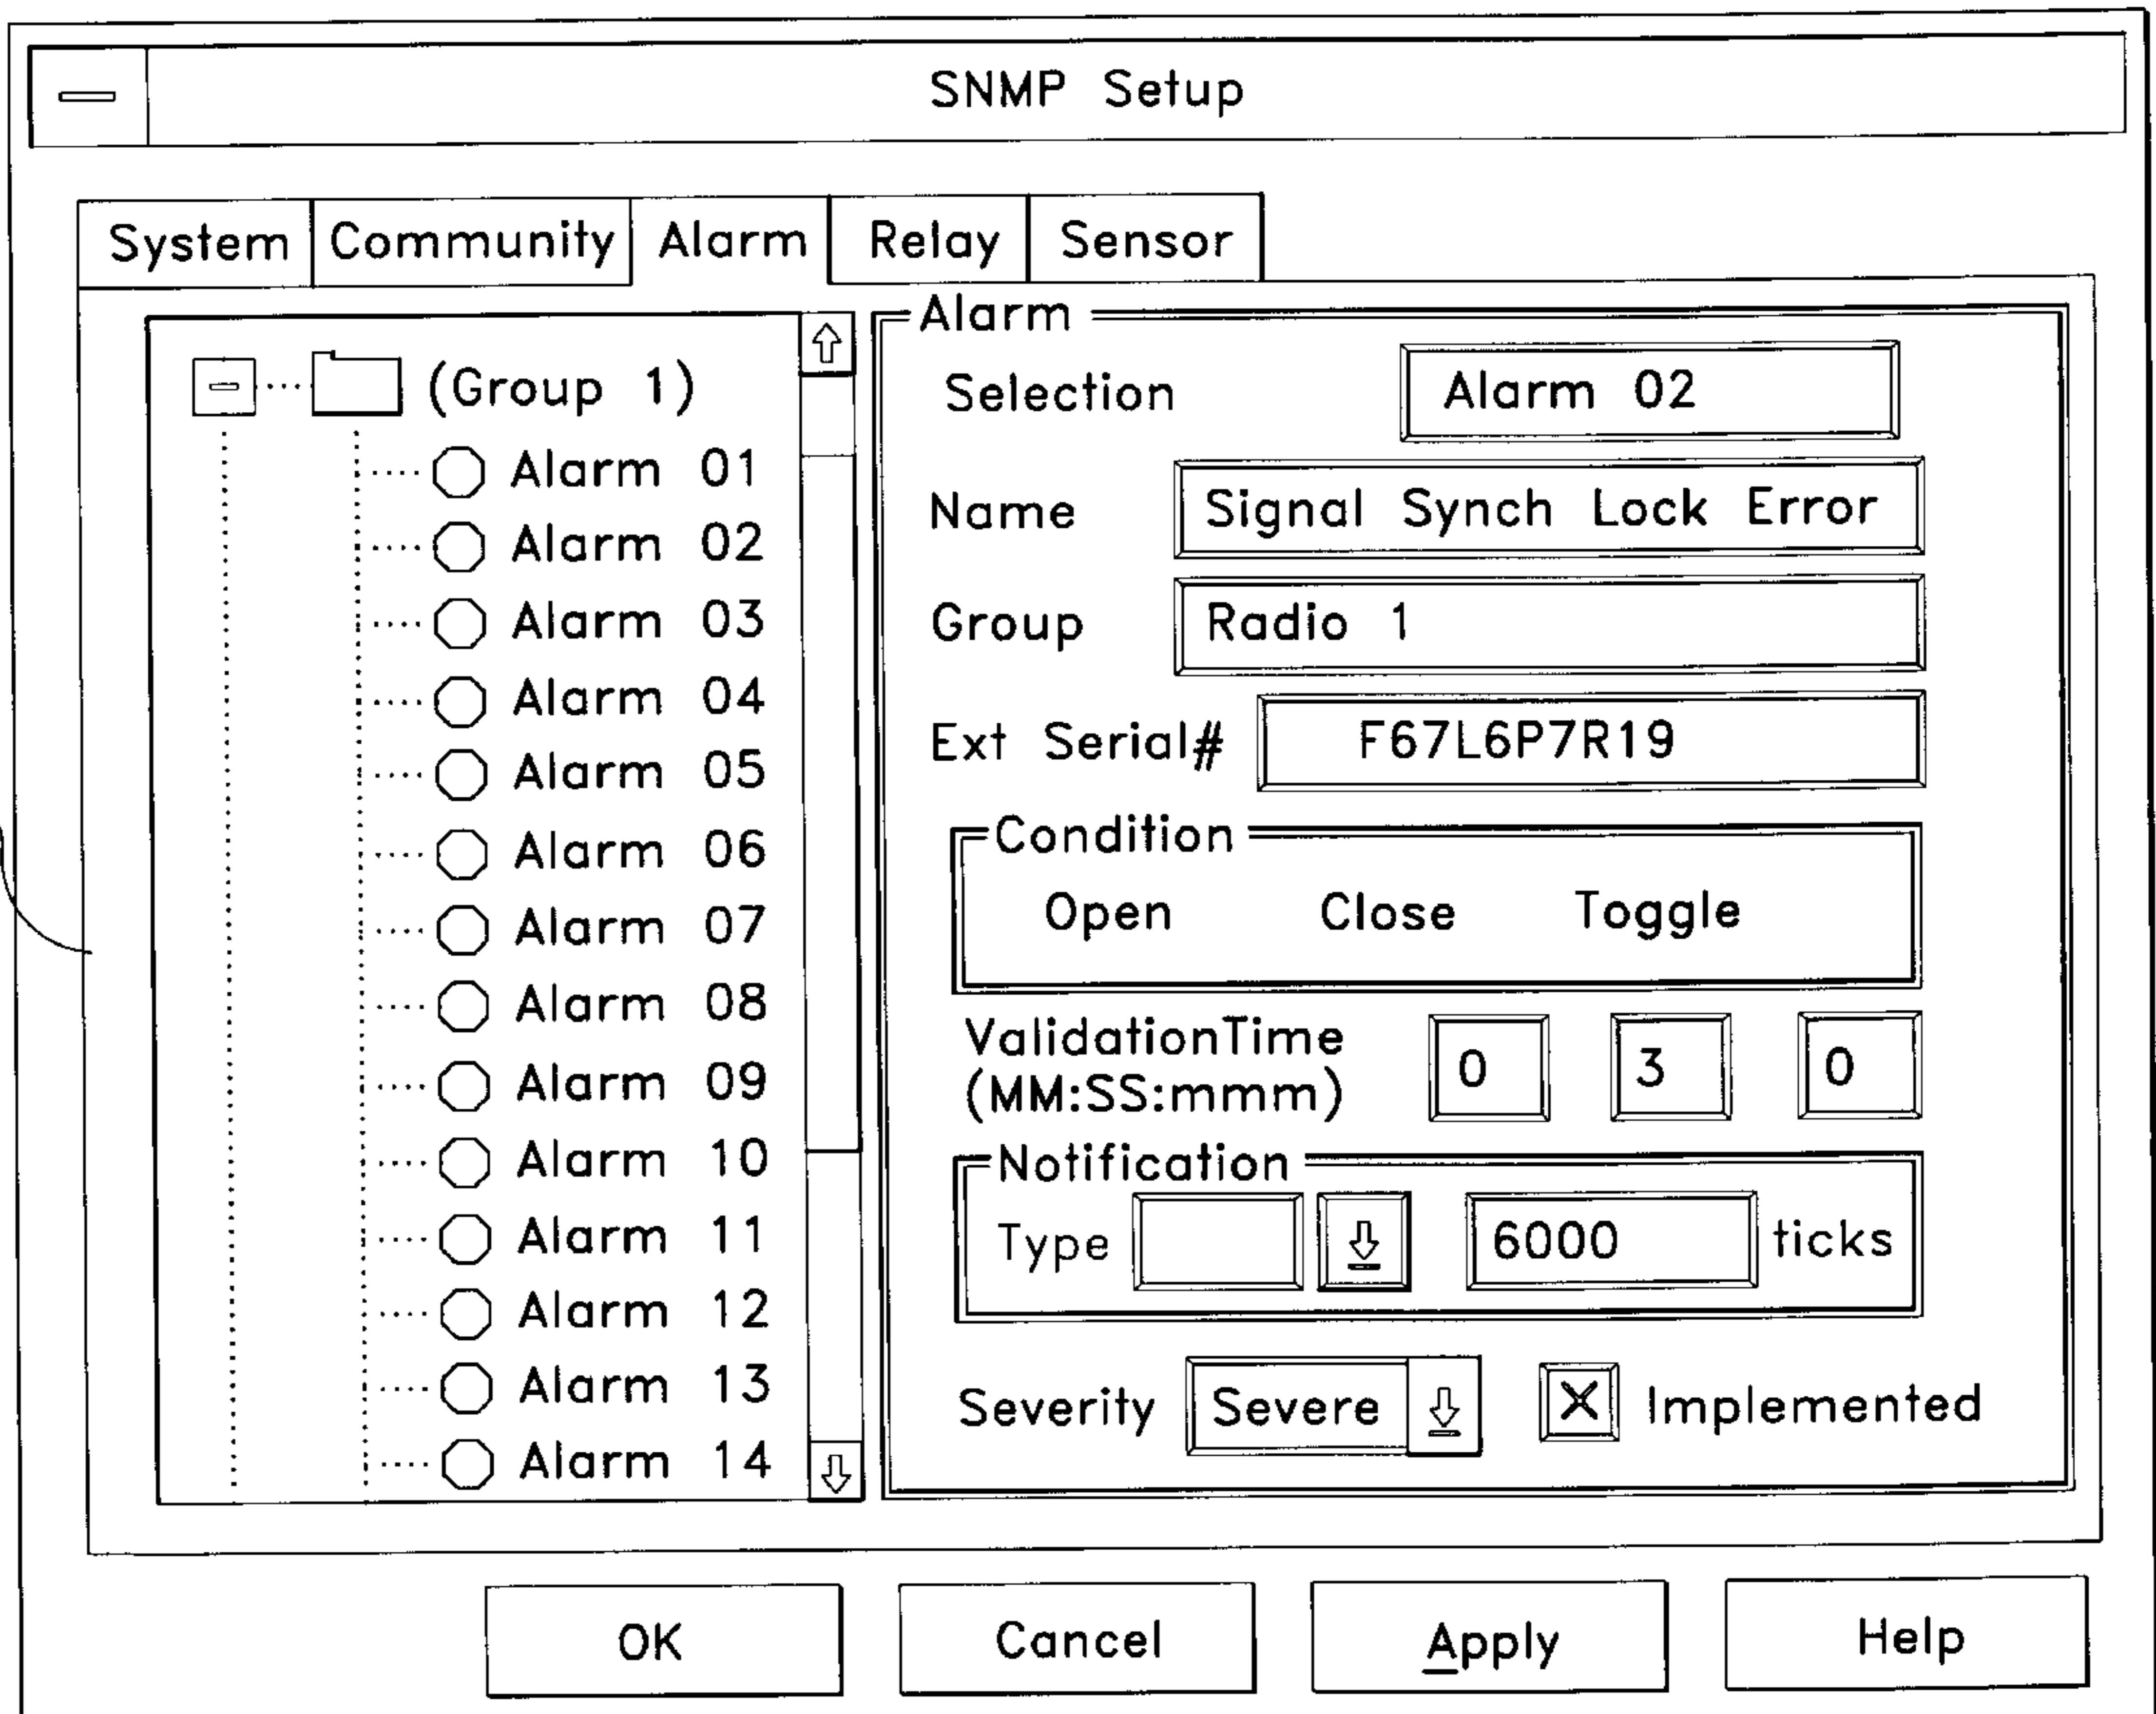 SNMP Setup
System Community Alarm Relay Sensor
(Group 1)
Alarm 01
Alarm 02
Alarm 03
Alarm 04
Alarm 05
Alarm 06
Alarm 07
Alarm 08
Alarm 09
Alarm 10
Alarm 11
Alarm 12
Alarm 13
Alarm 14
Alarm
Selection Alarm 02
Name Signal Synch Lock Error
Group Radio 1
Ext Serial# F67L6P7R19
Condition
Open Close Toggle
ValidationTime
(MM:SS:mmm) 0 3 0
Notification
Type 6000 ticks
Severity Severe X Implemented
OK Cancel Apply Help